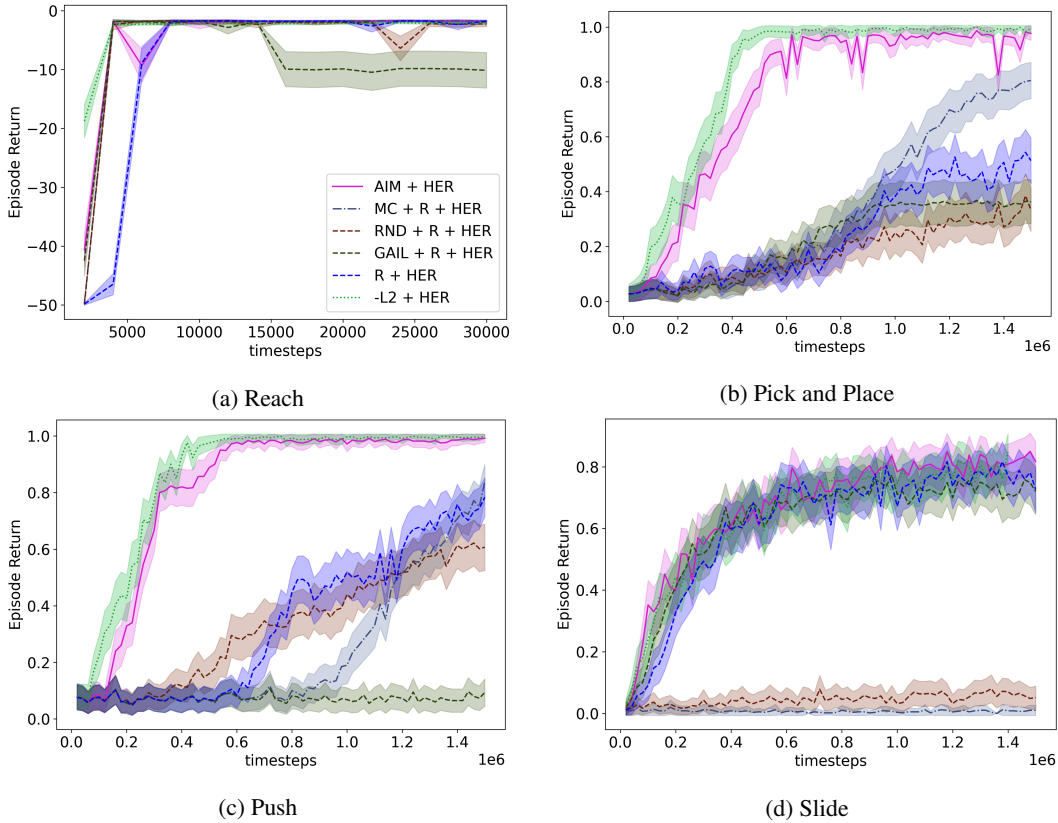 0
−10
−20
−30
−40
−50
Episode Return
5000 10000 15000 20000 25000 30000
timesteps
AIM + HER
MC + R + HER
RND + R + HER
GAIL + R + HER
R + HER
-L2 + HER
(a) Reach
1.0
0.8
0.6
0.4
0.2
0.0
Episode Return
0.0 0.2 0.4 0.6 0.8 1.0 1.2 1.4
timesteps
1e6
(b) Pick and Place
1.0
0.8
0.6
0.4
0.2
0.0
Episode Return
0.0 0.2 0.4 0.6 0.8 1.0 1.2 1.4
timesteps
1e6
(c) Push
0.8
0.6
0.4
0.2
0.0
Episode Return
0.0 0.2 0.4 0.6 0.8 1.0 1.2 1.4
timesteps
1e6
(d) Slide